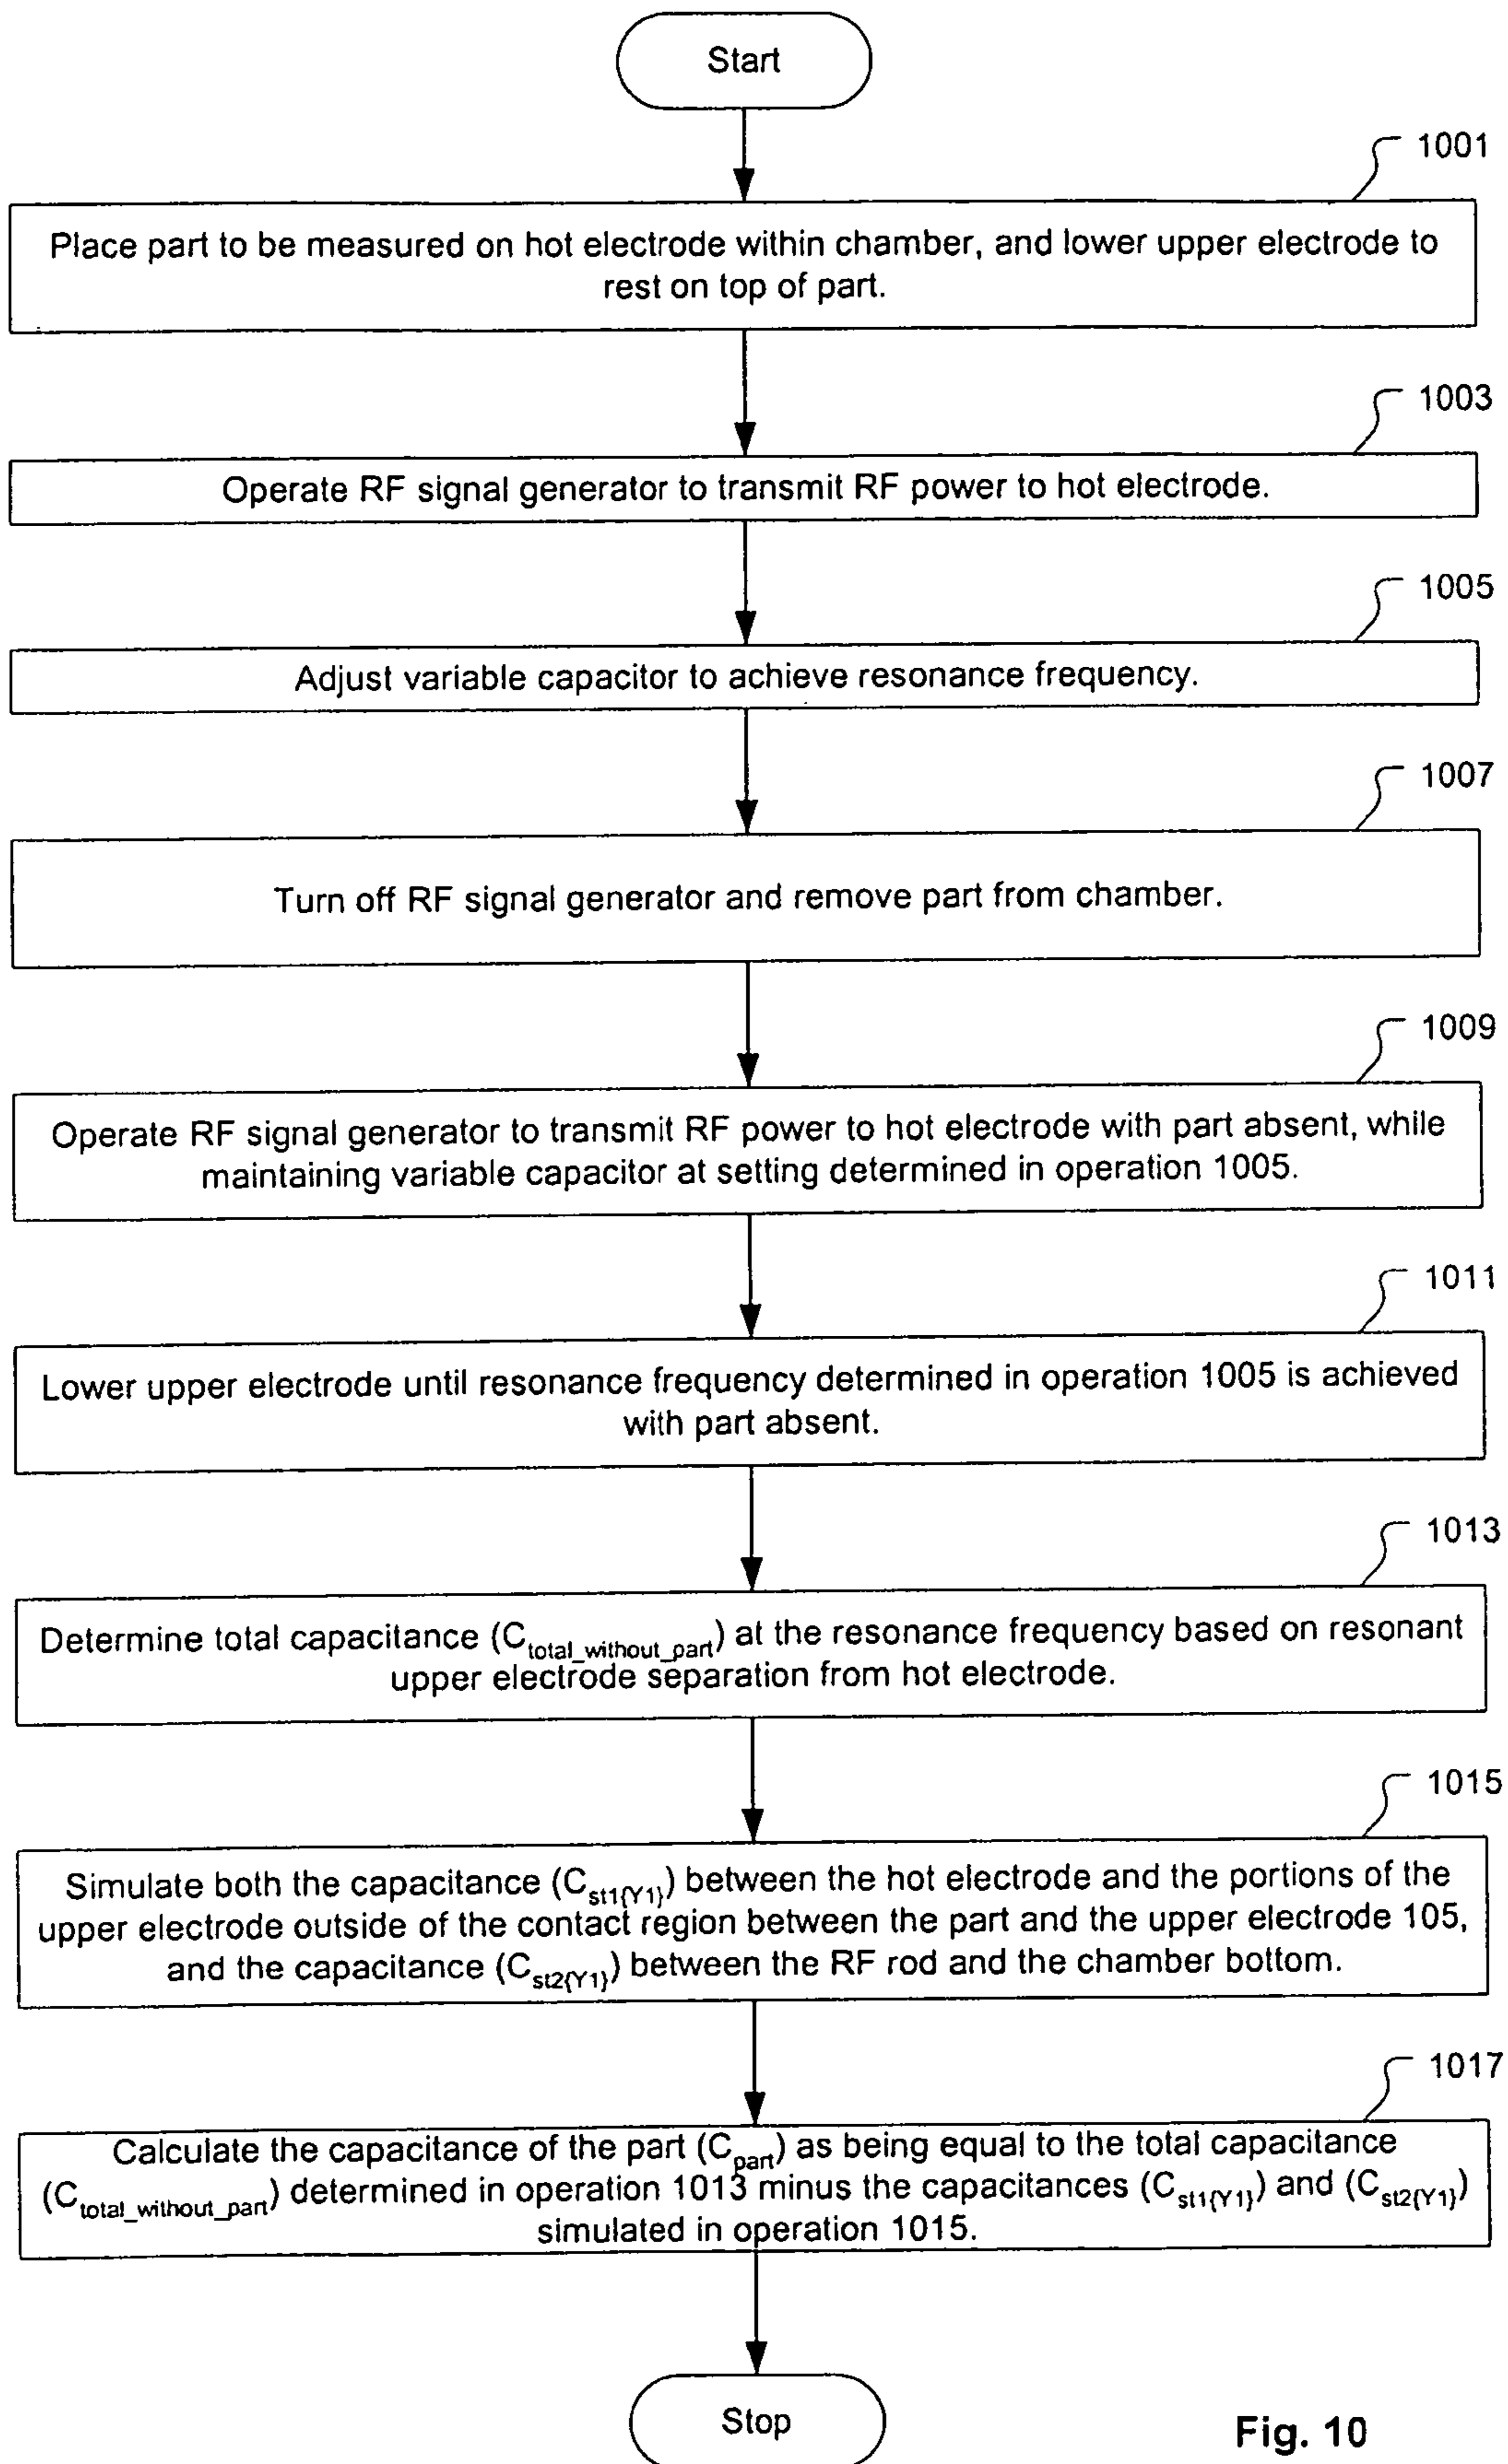 Start
1001
Place part to be measured on hot electrode within chamber, and lower upper electrode to
rest on top of part.
1003
Operate RF signal generator to transmit RF power to hot electrode.
1005
Adjust variable capacitor to achieve resonance frequency.
1007
Turn off RF signal generator and remove part from chamber.
1009
Operate RF signal generator to transmit RF power to hot electrode with part absent, while
maintaining variable capacitor at setting determined in operation 1005.
1011
Lower upper electrode until resonance frequency determined in operation 1005 is achieved
with part absent.
1013
Determine total capacitance (C_total_without_part) at the resonance frequency based on resonant
upper electrode separation from hot electrode.
1015
Simulate both the capacitance (C_st1{Y1}) between the hot electrode and the portions of the
upper electrode outside of the contact region between the part and the upper electrode 105,
and the capacitance (C_st2{Y1}) between the RF rod and the chamber bottom.
1017
Calculate the capacitance of the part (C_part) as being equal to the total capacitance
(C_total_without_part) determined in operation 1013 minus the capacitances (C_st1{Y1}) and (C_st2{Y1})
simulated in operation 1015.
Stop
Fig. 10